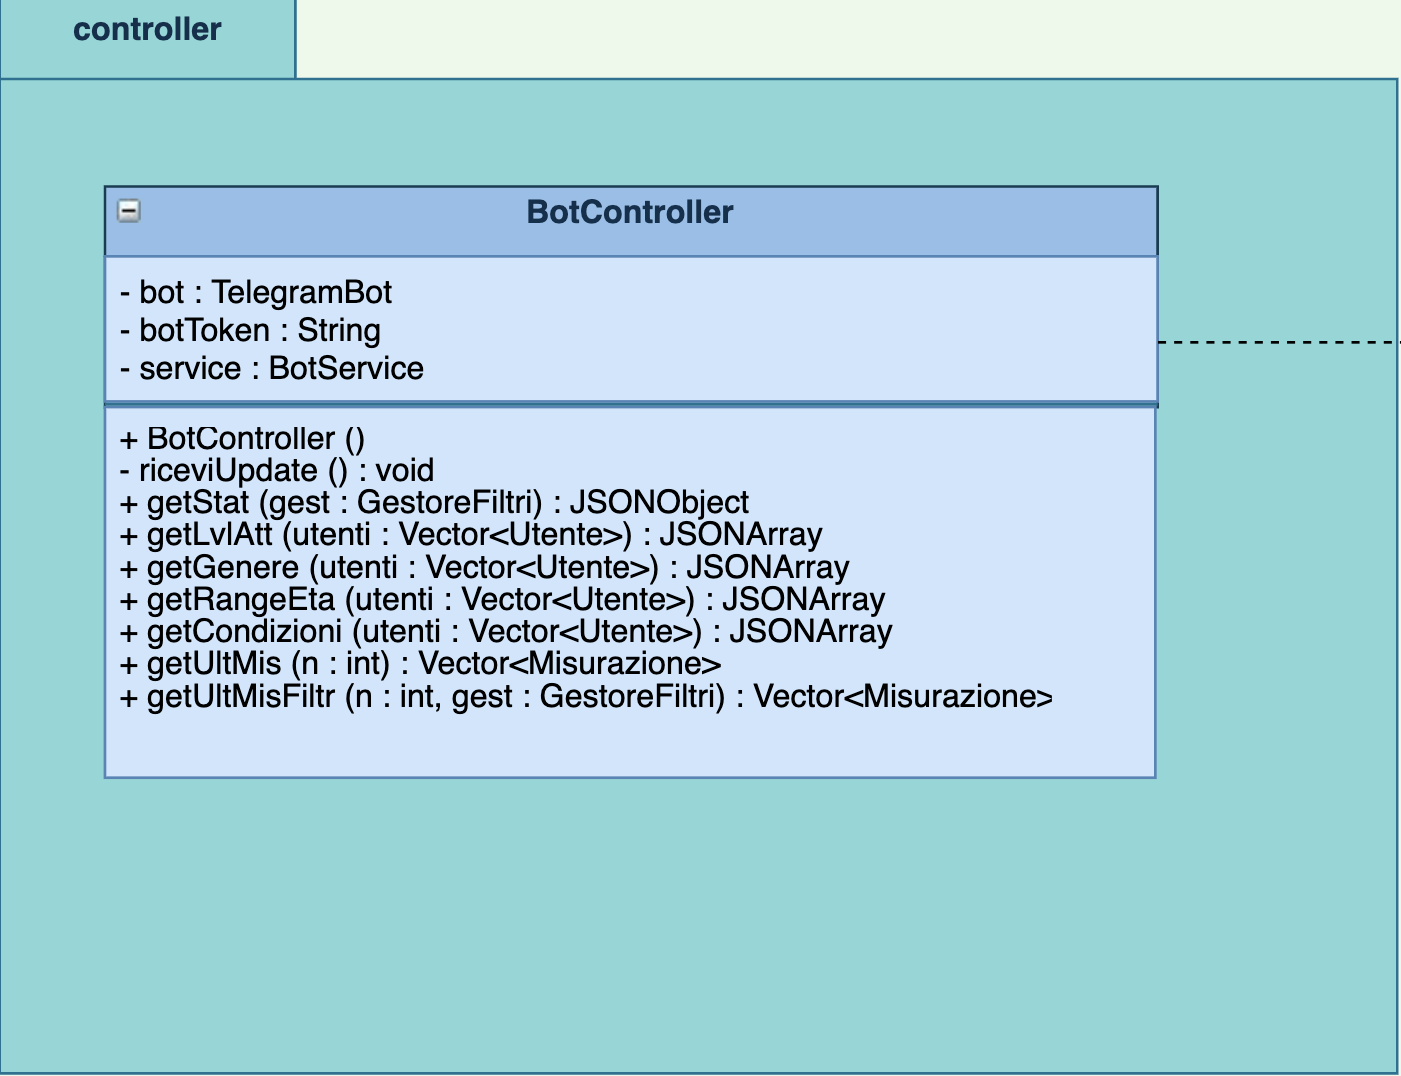 controller
BotController
- bot : TelegramBot
- botToken : String
- service : BotService
+ BotController ()
- riceviUpdate () : void
+ getStat (gest : GestoreFiltri) : JSONObject
+ getLvlAtt (utenti : Vector<Utente>) : JSONArray
+ getGenere (utenti : Vector<Utente>) : JSONArray
+ getRangeEta (utenti : Vector<Utente>) : JSONArray
+ getCondizioni (utenti : Vector<Utente>) : JSONArray
+ getUltMis (n : int) : Vector<Misurazione>
+ getUltMisFiltr (n : int, gest : GestoreFiltri) : Vector<Misurazione>